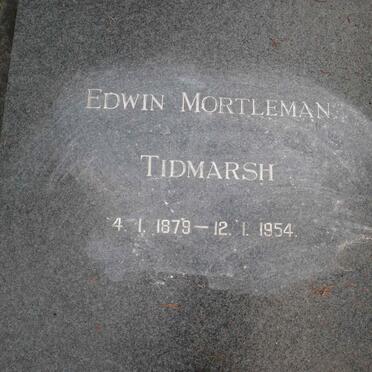 EDWIN MORTLEMAN
TIDMARSH
4. 1. 1879 — 12. 1. 1954.